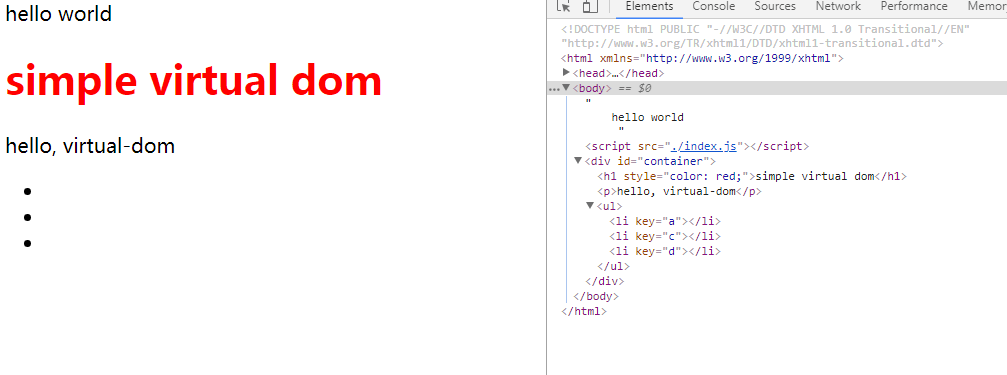 hello world
simple virtual dom
hello, virtual-dom
Elements Console Sources Network Performance Memor
<!DOCTYPE html PUBLIC "-//W3C//DTD XHTML 1.0 Transitional//EN"
"http://www.w3.org/TR/xhtml1/DTD/xhtml1-transitional.dtd">
<html xmlns="http://www.w3.org/1999/xhtml">
<head>…</head>
<body> == $0
"
hello world
"
<script src="./index.js"></script>
<div id="container">
<h1 style="color: red;">simple virtual dom</h1>
<p>hello, virtual-dom</p>
<ul>
<li key="a"></li>
<li key="c"></li>
<li key="d"></li>
</ul>
</div>
</body>
</html>